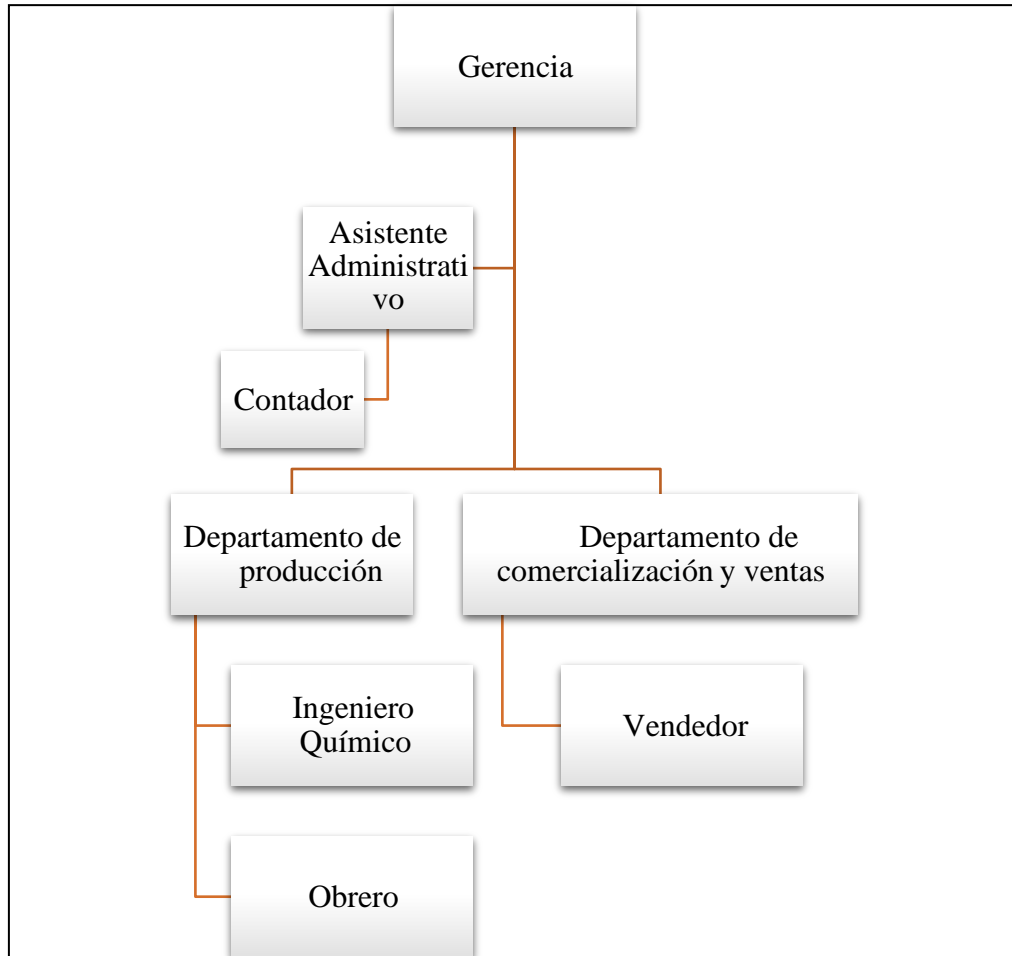 Gerencia
Asistente
Administrati
vo
Contador
Departamento de
producción
Departamento de
comercialización y ventas
Ingeniero
Químico
Vendedor
Obrero